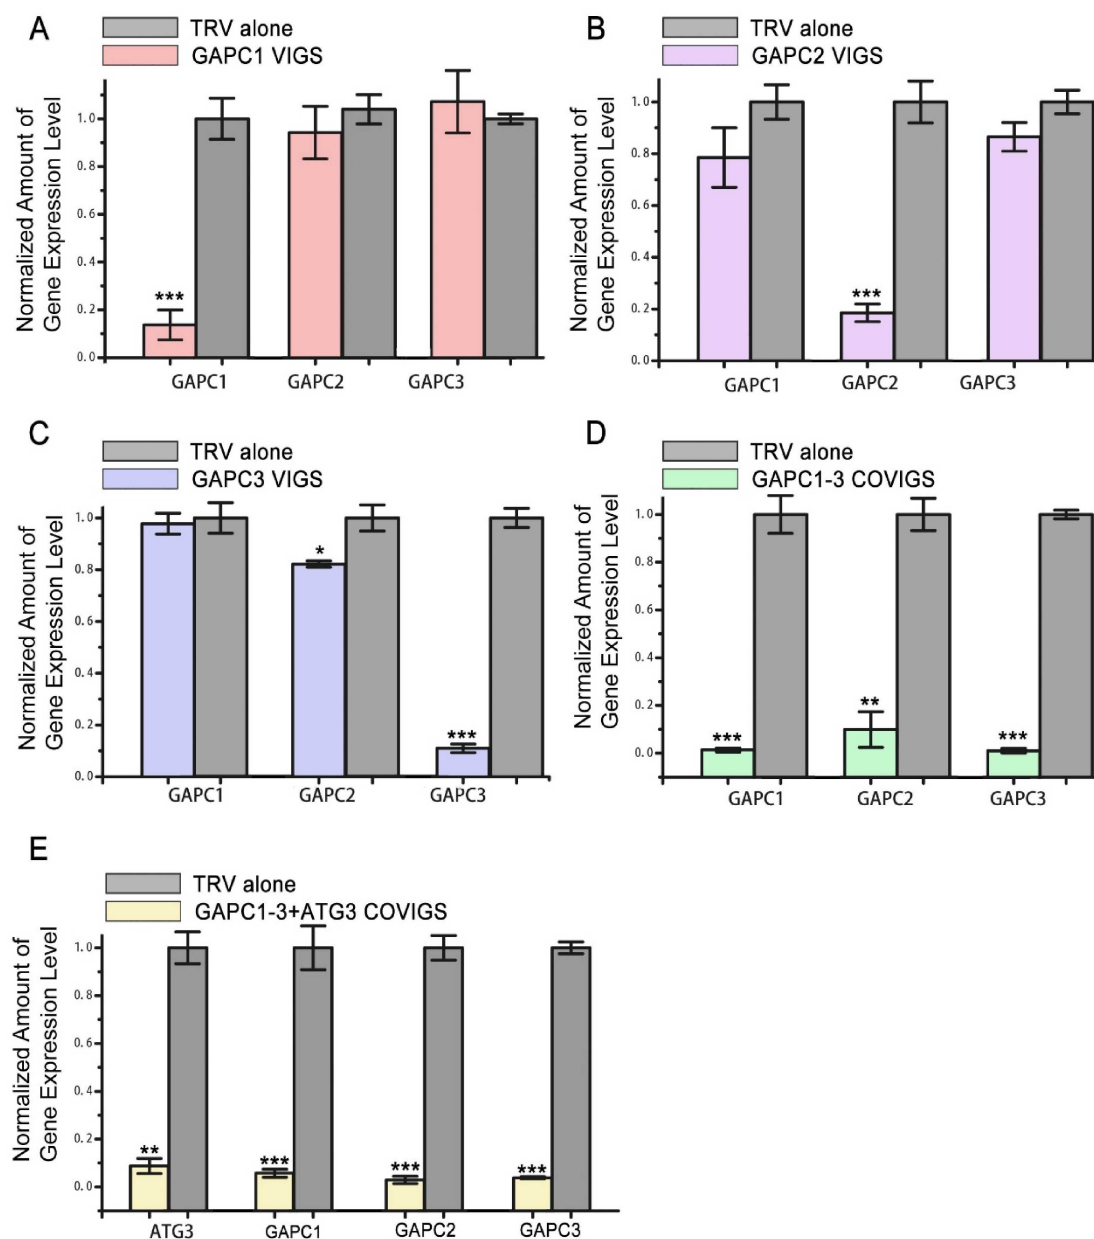 A
TRV alone
GAPC1 VIGS
Normalized Amount of
Gene Expression Level
1.0
0.8
0.6
0.4
0.2
0.0
***
GAPC1
GAPC2
GAPC3
B
TRV alone
GAPC2 VIGS
Normalized Amount of
Gene Expression Level
1.0
0.8
0.6
0.4
0.2
0.0
***
GAPC1
GAPC2
GAPC3
C
TRV alone
GAPC3 VIGS
Normalized Amount of
Gene Expression Level
1.0
0.8
0.6
0.4
0.2
0.0
*
***
GAPC1
GAPC2
GAPC3
D
TRV alone
GAPC1-3 COVIGS
Normalized Amount of
Gene Expression Level
1.0
0.8
0.6
0.4
0.2
0.0
***
**
***
GAPC1
GAPC2
GAPC3
E
TRV alone
GAPC1-3+ATG3 COVIGS
Normalized Amount of
Gene Expression Level
1.0
0.8
0.6
0.4
0.2
0.0
**
***
***
***
ATG3
GAPC1
GAPC2
GAPC3